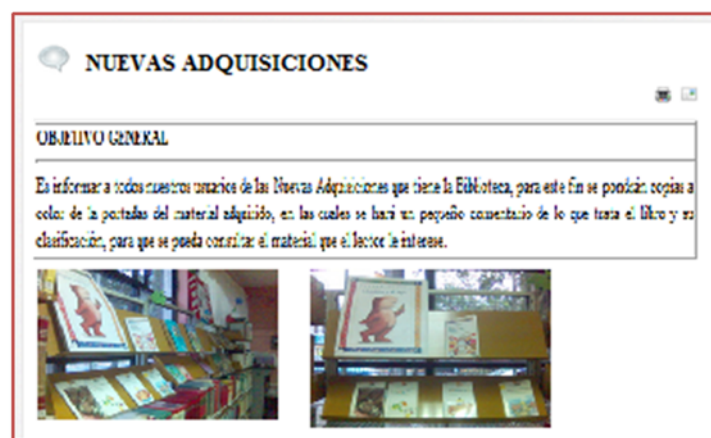 NUEVAS ADQUISICIONES
OBJETIVO GENERAL
Es informar a todos nuestros usuarios de las Nuevas Adquisiciones que tiene la Biblioteca, para este fin se pondrán copias a
color de la portadas del material adquirido, en las cuales se hará un pequeño comentario de lo que trata el libro y su
clasificación, para que se pueda consultar el material que el lector le interese.